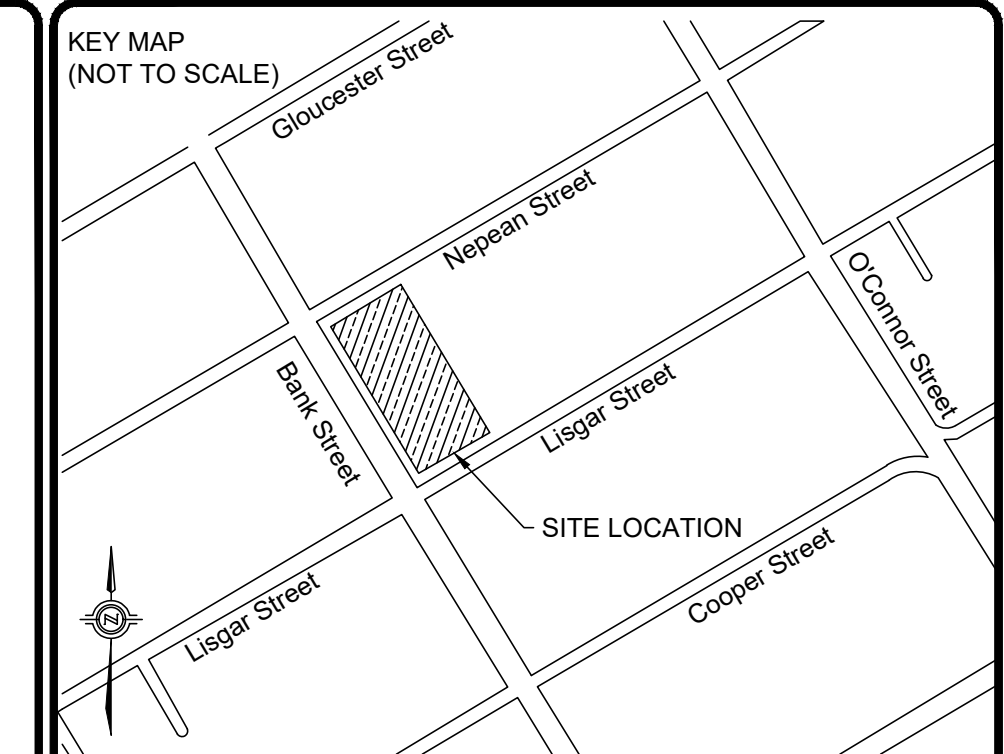 KEY MAP
(NOT TO SCALE)
Gloucester Street
Nepean Street
O'Connor Street
Bank Street
Lisgar Street
SITE LOCATION
Cooper Street
Lisgar Street
N